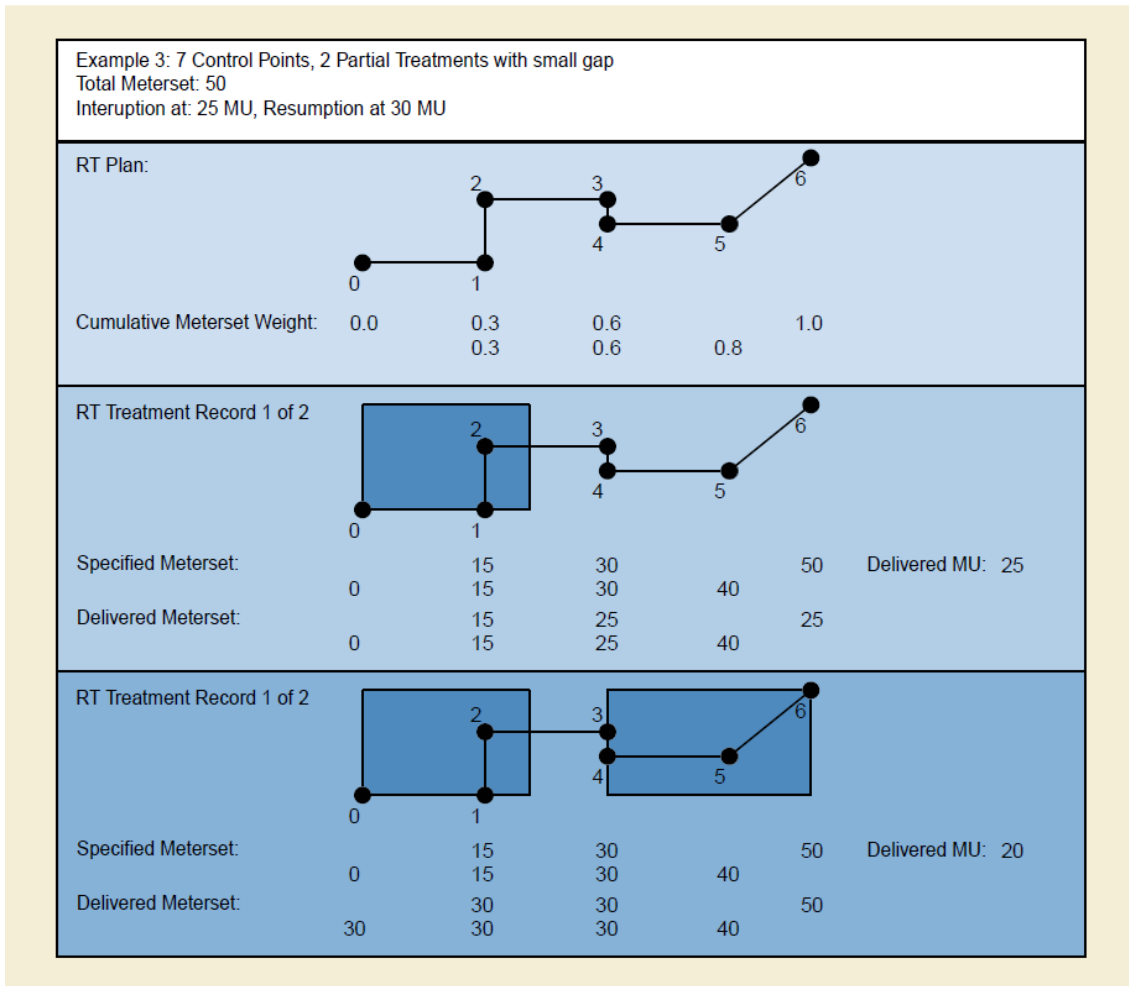 Example 3: 7 Control Points, 2 Partial Treatments with small gap
Total Meterset: 50
Interuption at: 25 MU, Resumption at 30 MU
RT Plan:
2 3 6
4 5
0 1
Cumulative Meterset Weight: 0.0 0.3 0.6 1.0
0.3 0.6 0.8
RT Treatment Record 1 of 2
2 3 6
4 5
0 1
Specified Meterset: 15 30 50 Delivered MU: 25
0 15 30 40
Delivered Meterset: 15 25 25
0 15 25 40
RT Treatment Record 1 of 2
2 3 6
4 5
0 1
Specified Meterset: 15 30 50 Delivered MU: 20
0 15 30 40
Delivered Meterset: 30 30 50
30 30 30 40